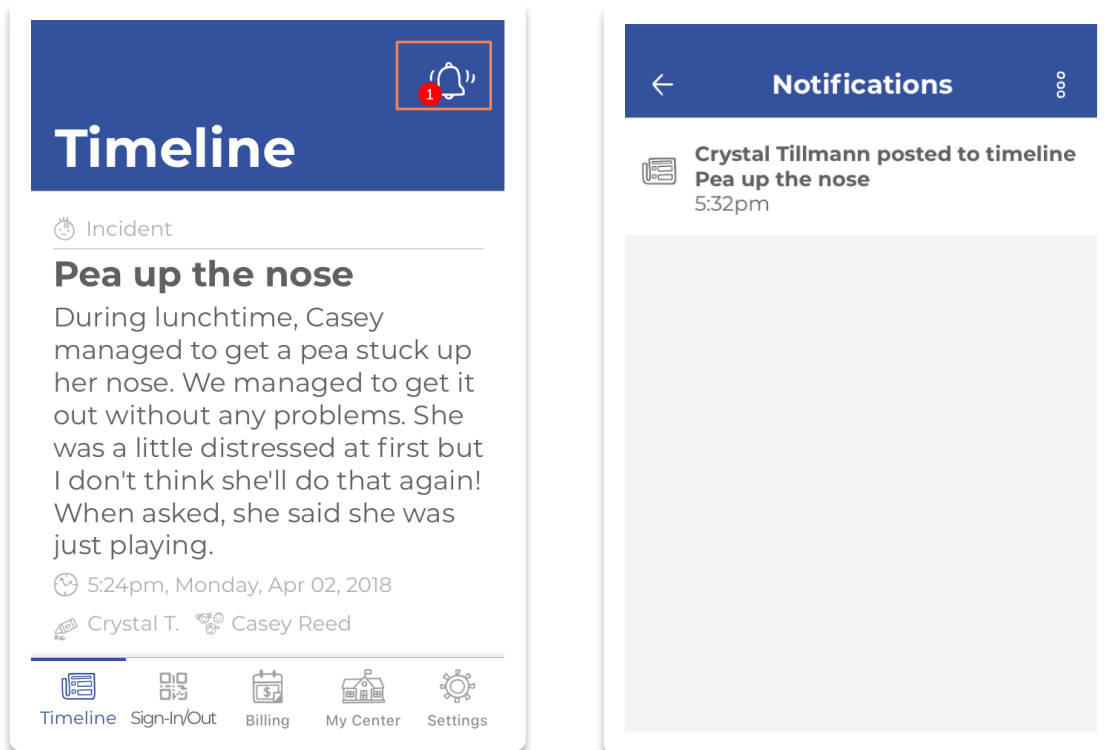 1
Timeline
Incident
Pea up the nose
During lunchtime, Casey
managed to get a pea stuck up
her nose. We managed to get it
out without any problems. She
was a little distressed at first but
I don't think she'll do that again!
When asked, she said she was
just playing.
5:24pm, Monday, Apr 02, 2018
Crystal T. Casey Reed
Timeline Sign-In/Out Billing My Center Settings
Notifications
Crystal Tillmann posted to timeline
Pea up the nose
5:32pm